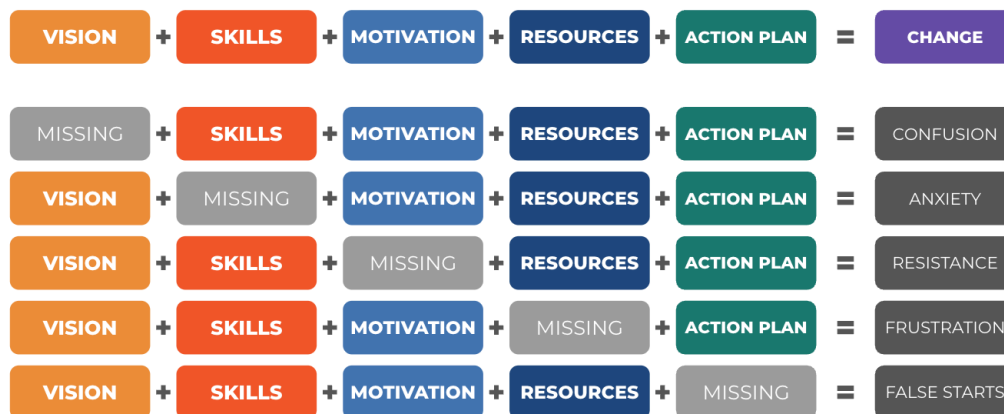 VISION + SKILLS + MOTIVATION + RESOURCES + ACTION PLAN = CHANGE
MISSING + SKILLS + MOTIVATION + RESOURCES + ACTION PLAN = CONFUSION
VISION + MISSING + MOTIVATION + RESOURCES + ACTION PLAN = ANXIETY
VISION + SKILLS + MISSING + RESOURCES + ACTION PLAN = RESISTANCE
VISION + SKILLS + MOTIVATION + MISSING + ACTION PLAN = FRUSTRATION
VISION + SKILLS + MOTIVATION + RESOURCES + MISSING = FALSE STARTS